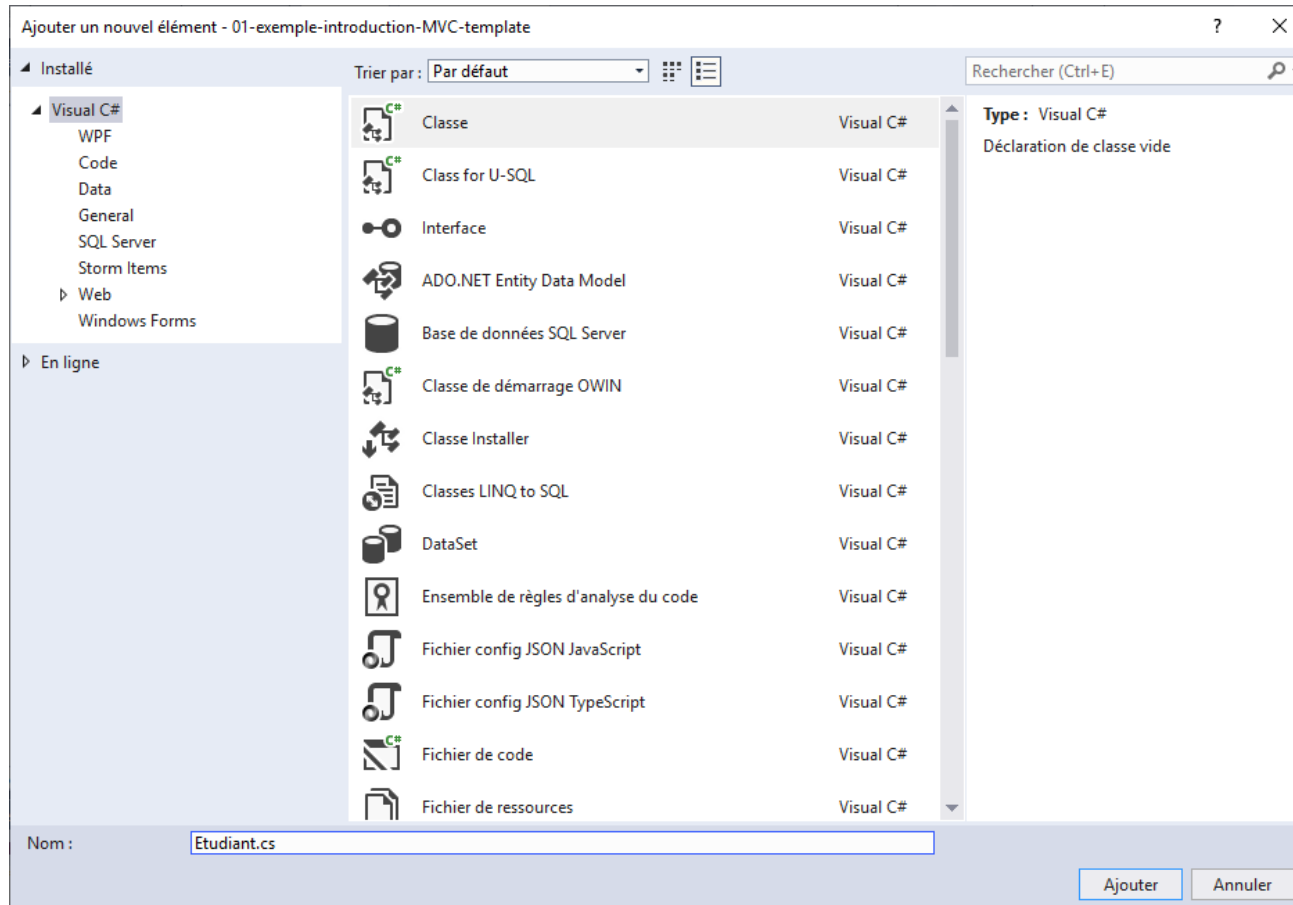 Ajouter un nouvel élément - 01-exemple-introduction-MVC-template
?
Installé
Trier par : Par défaut
Rechercher (Ctrl+E)
Visual C#
WPF
Code
Data
General
SQL Server
Storm Items
Web
Windows Forms
En ligne
Classe Visual C#
Class for U-SQL Visual C#
Interface Visual C#
ADO.NET Entity Data Model Visual C#
Base de données SQL Server Visual C#
Classe de démarrage OWIN Visual C#
Classe Installer Visual C#
Classes LINQ to SQL Visual C#
DataSet Visual C#
Ensemble de règles d'analyse du code Visual C#
Fichier config JSON JavaScript Visual C#
Fichier config JSON TypeScript Visual C#
Fichier de code Visual C#
Fichier de ressources Visual C#
Type : Visual C#
Déclaration de classe vide
Nom : Etudiant.cs
Ajouter Annuler